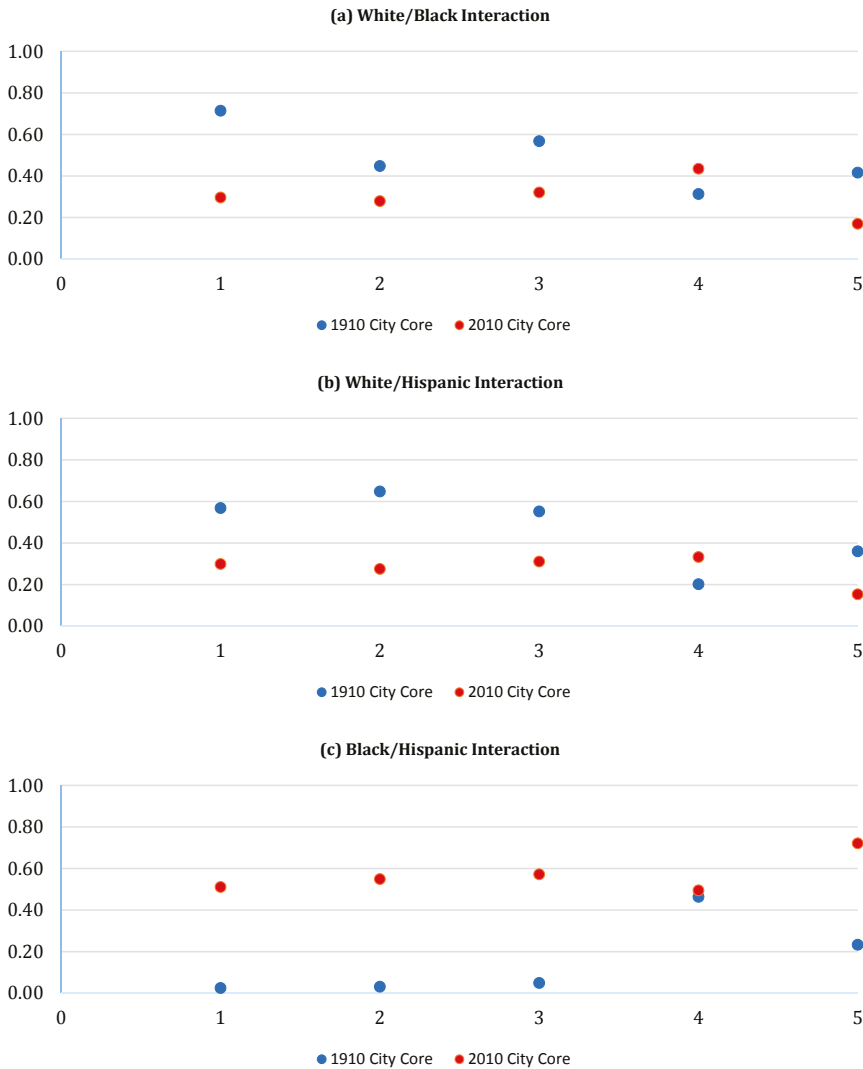 (a) White/Black Interaction
1.00
0.80
0.60
0.40
0.20
0.00
0 1 2 3 4 5
1910 City Core 2010 City Core
(b) White/Hispanic Interaction
1.00
0.80
0.60
0.40
0.20
0.00
0 1 2 3 4 5
1910 City Core 2010 City Core
(c) Black/Hispanic Interaction
1.00
0.80
0.60
0.40
0.20
0.00
0 1 2 3 4 5
1910 City Core 2010 City Core